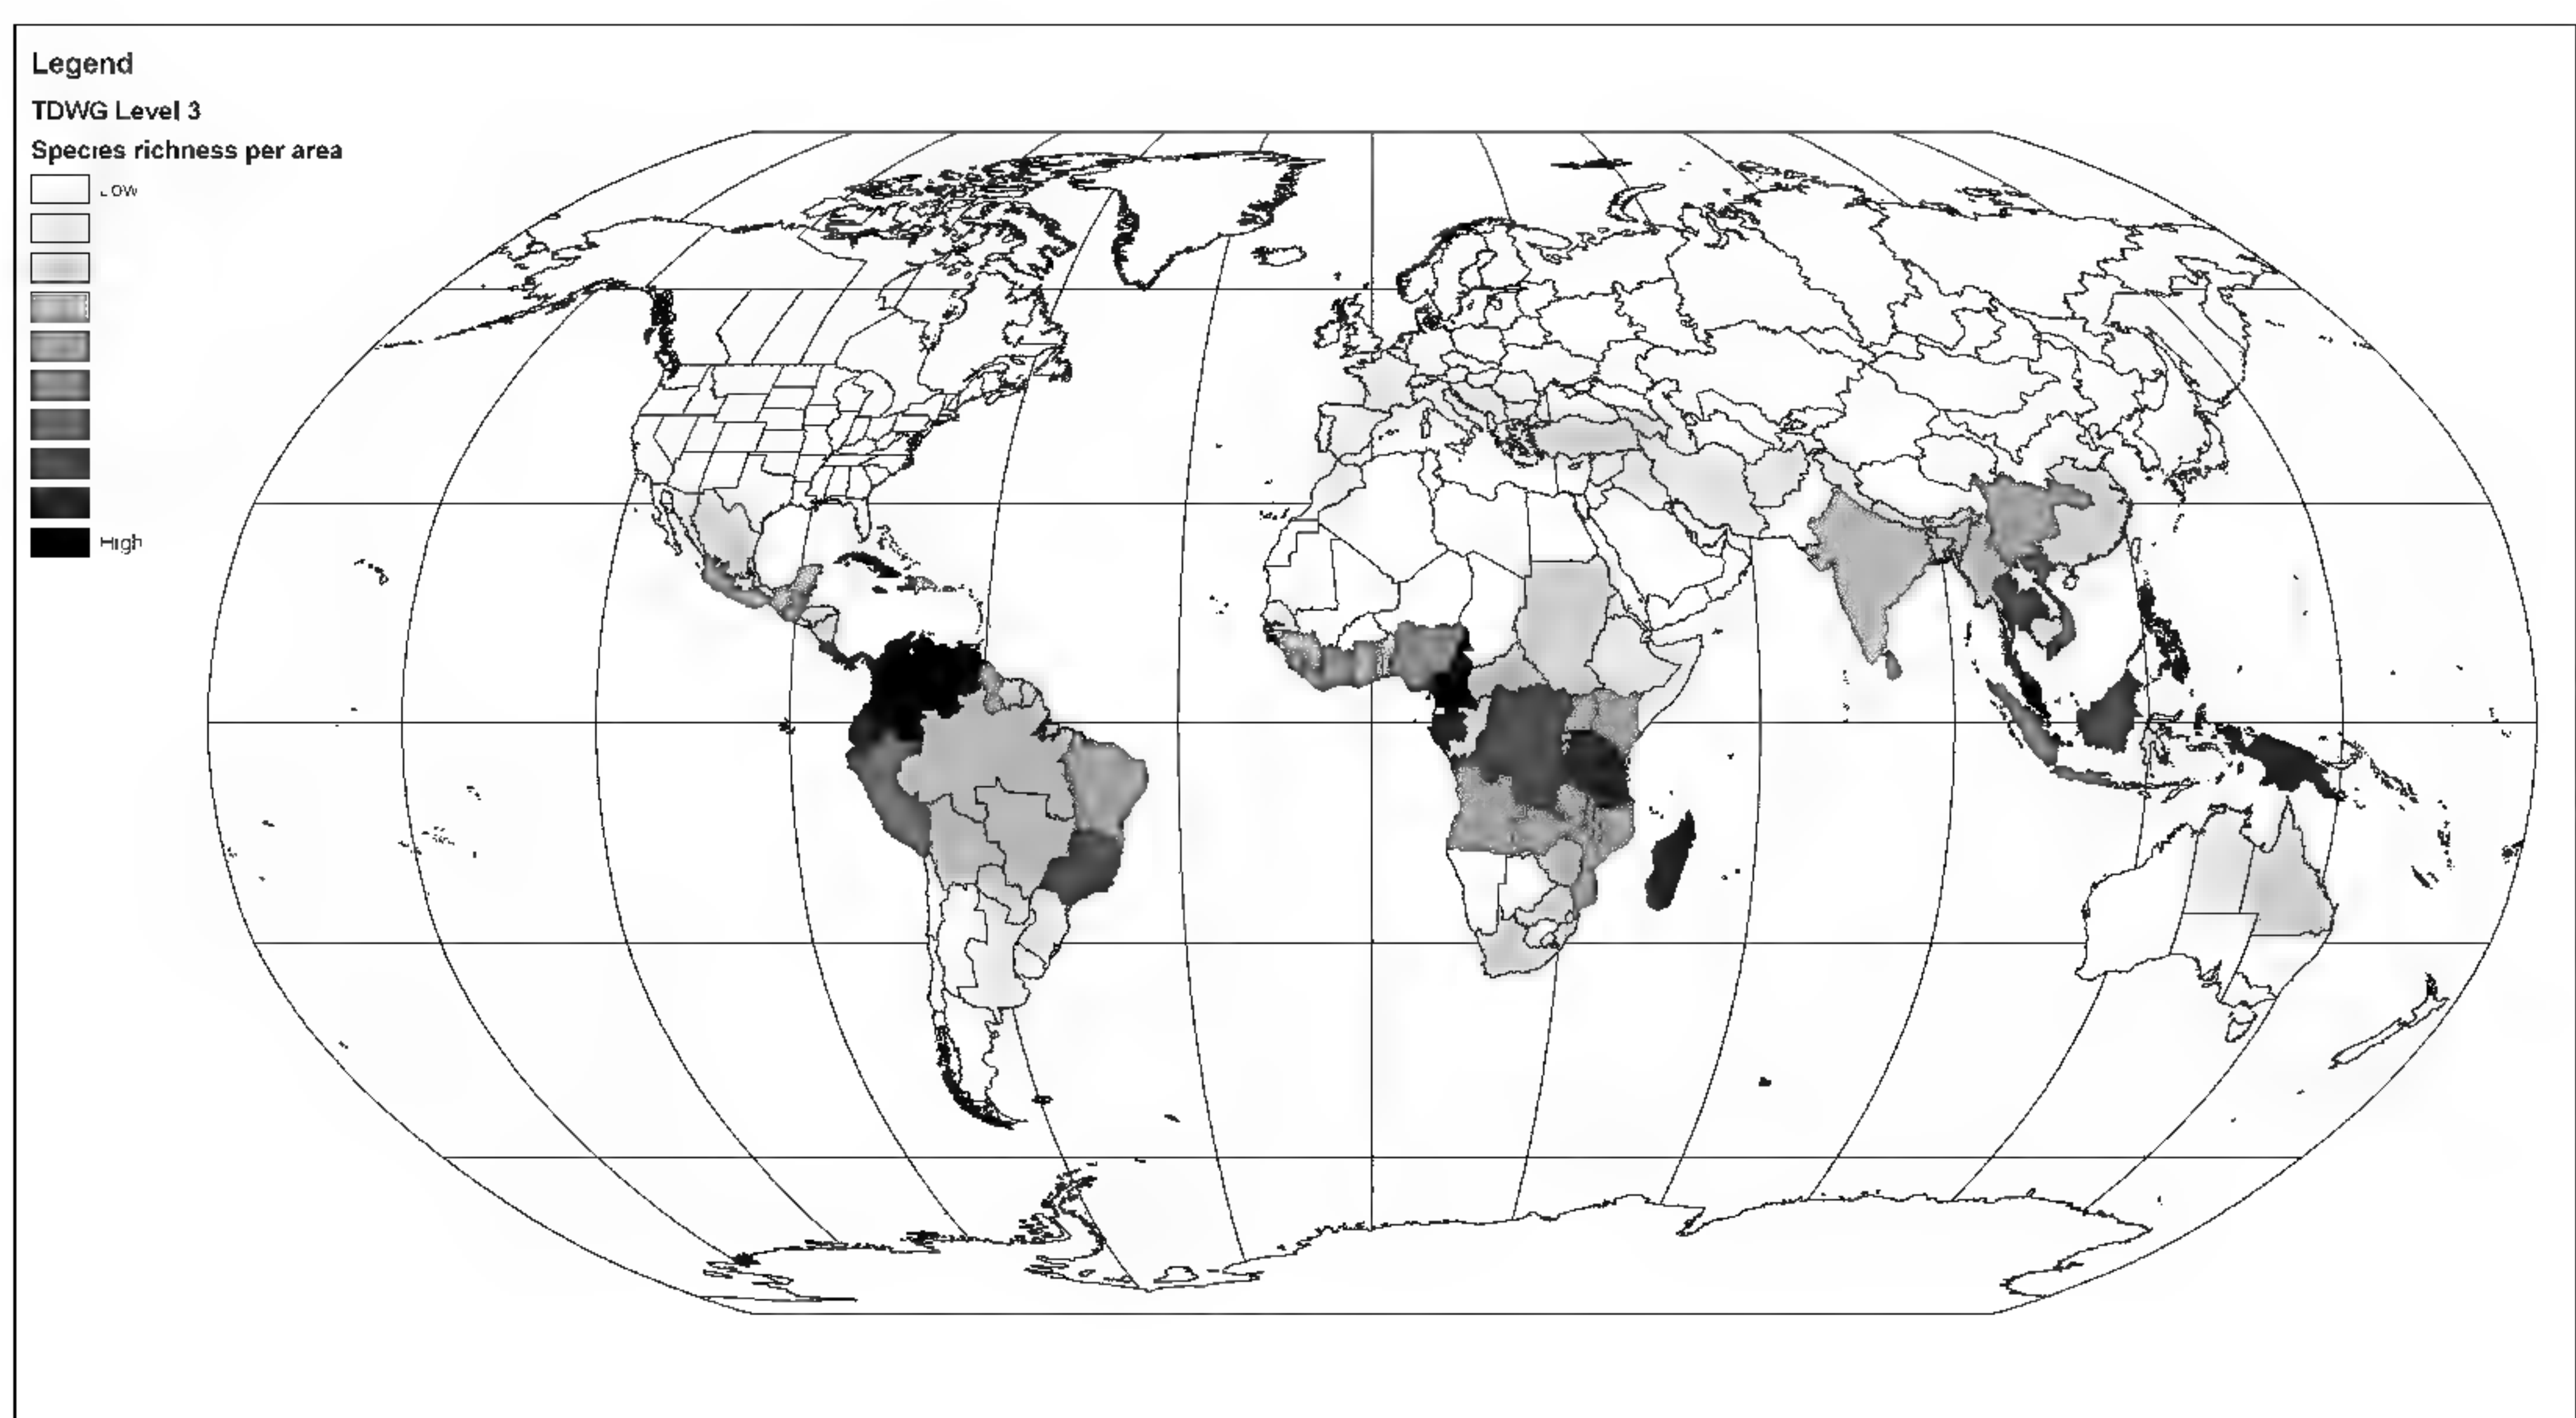 Legend
TDWG Level 3
Species richness per area
LOW
High